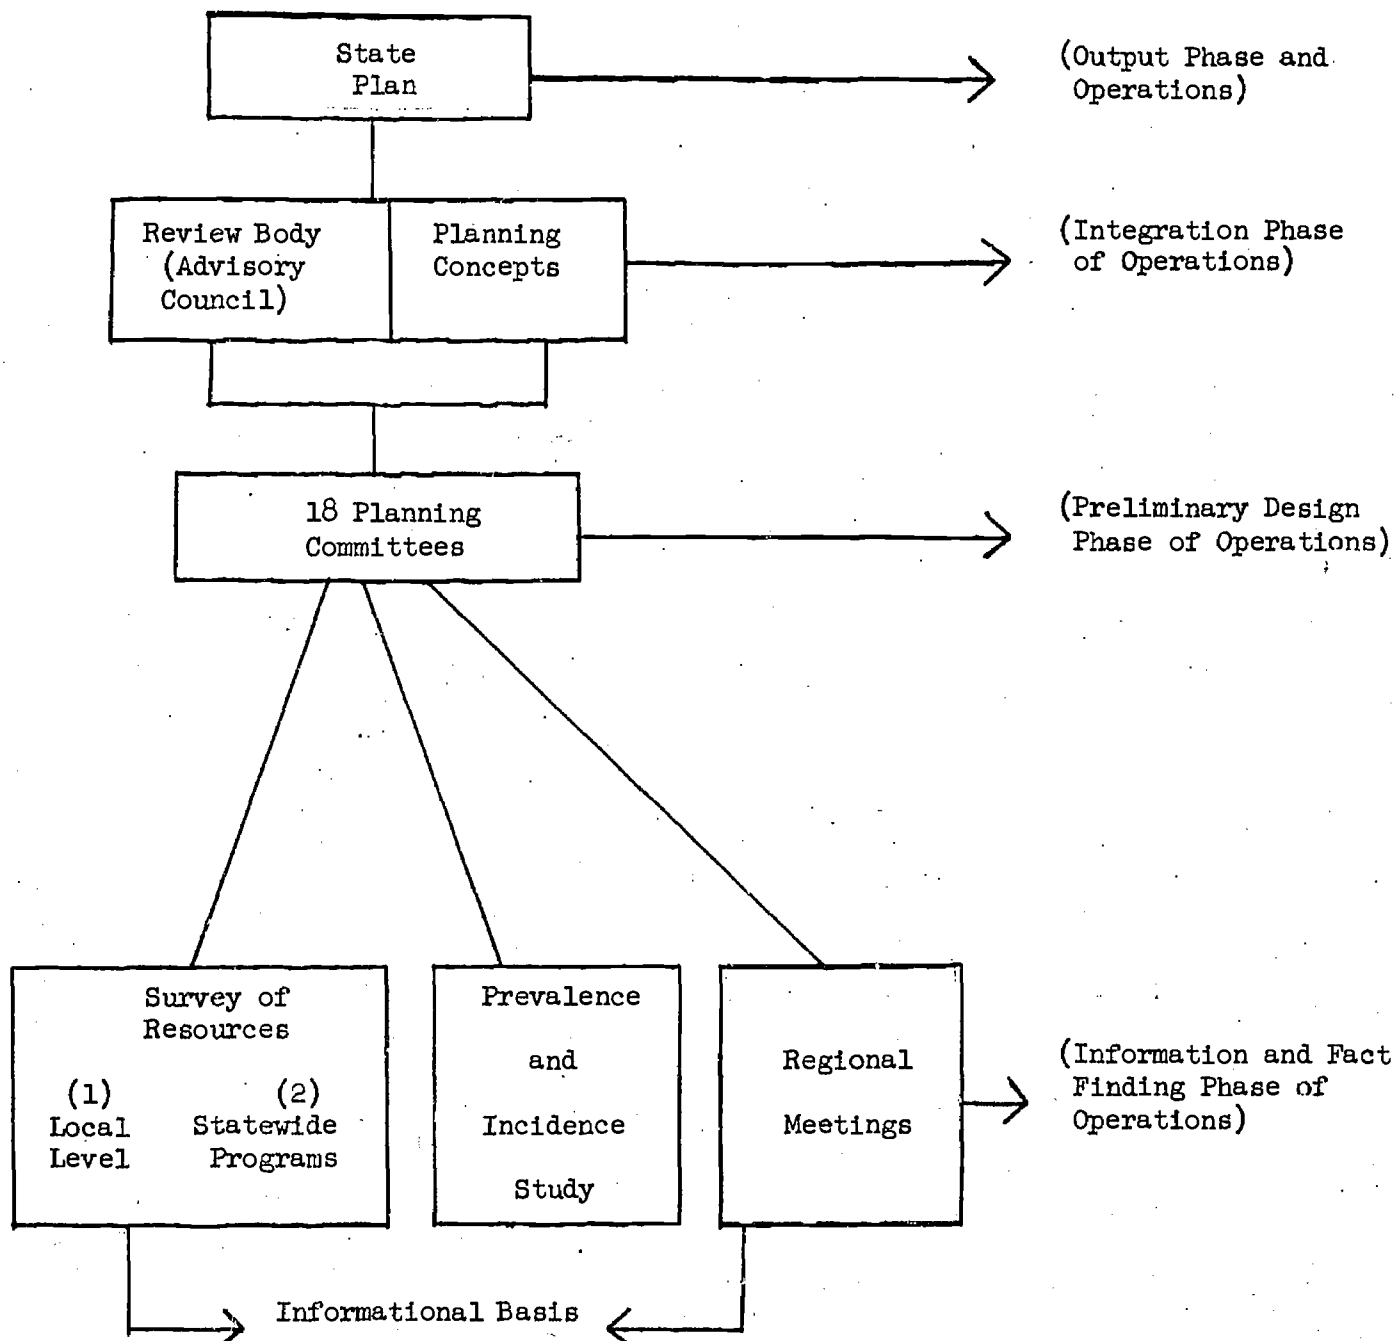 State
Plan
(Output Phase and
Operations)
Review Body
(Advisory
Council)
Planning
Concepts
(Integration Phase
of Operations)
18 Planning
Committees
(Preliminary Design
Phase of Operations)
Survey of
Resources
(1)
Local
Level
(2)
Statewide
Programs
Prevalence
and
Incidence
Study
Regional
Meetings
(Information and Fact
Finding Phase of
Operations)
Informational Basis